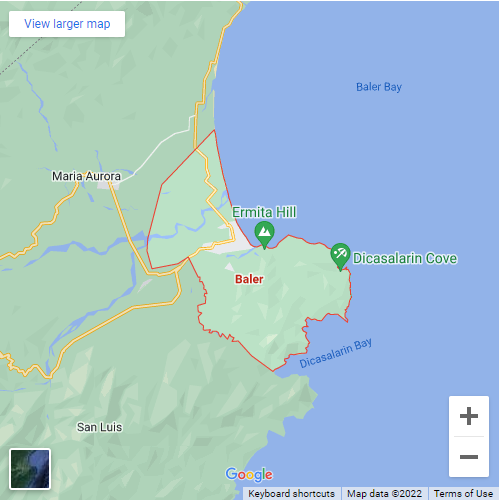 View larger map
Baler Bay
Maria Aurora
Ermita Hill
Dicasalarin Cove
Baler
Dicasalarin Bay
San Luis
Google
Keyboard shortcuts
Map data ©2022
Terms of Use